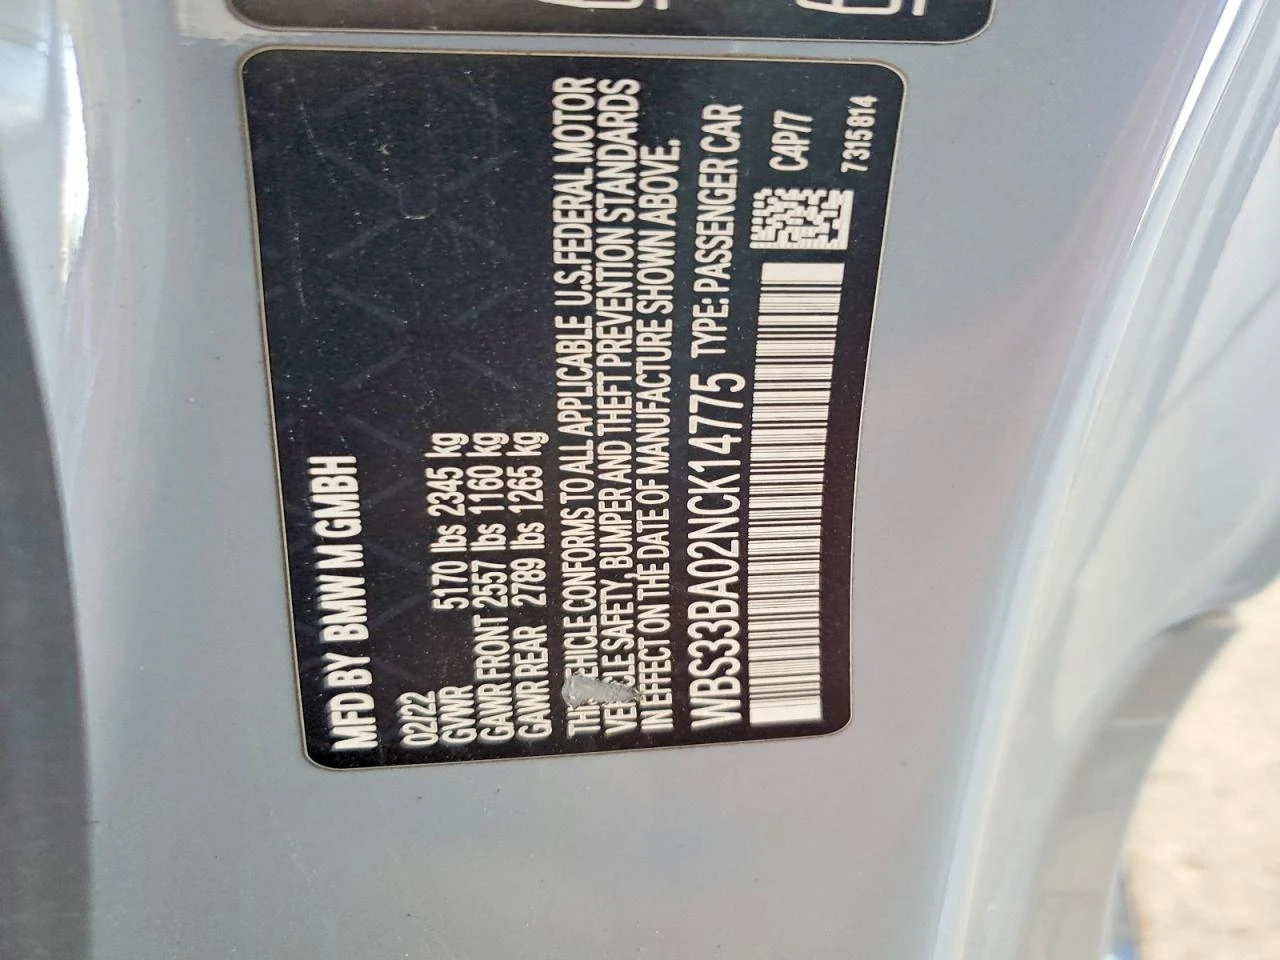 MFD BY BMW M GMBH
02/22
GVWR 5170 lbs 2345 kg
GAWR FRONT 2557 lbs 1160 kg
GAWR REAR 2789 lbs 1265 kg
VEHICLE CONFORMS TO ALL APPLICABLE U.S.FEDERAL MOTOR
SAFETY, BUMPER AND THEFT PREVENTION STANDARDS
IN EFFECT ON THE DATE OF MANUFACTURE SHOWN ABOVE.
WBS33BA02NCK14775 TYPE: PASSENGER CAR
C4P/7
7315814